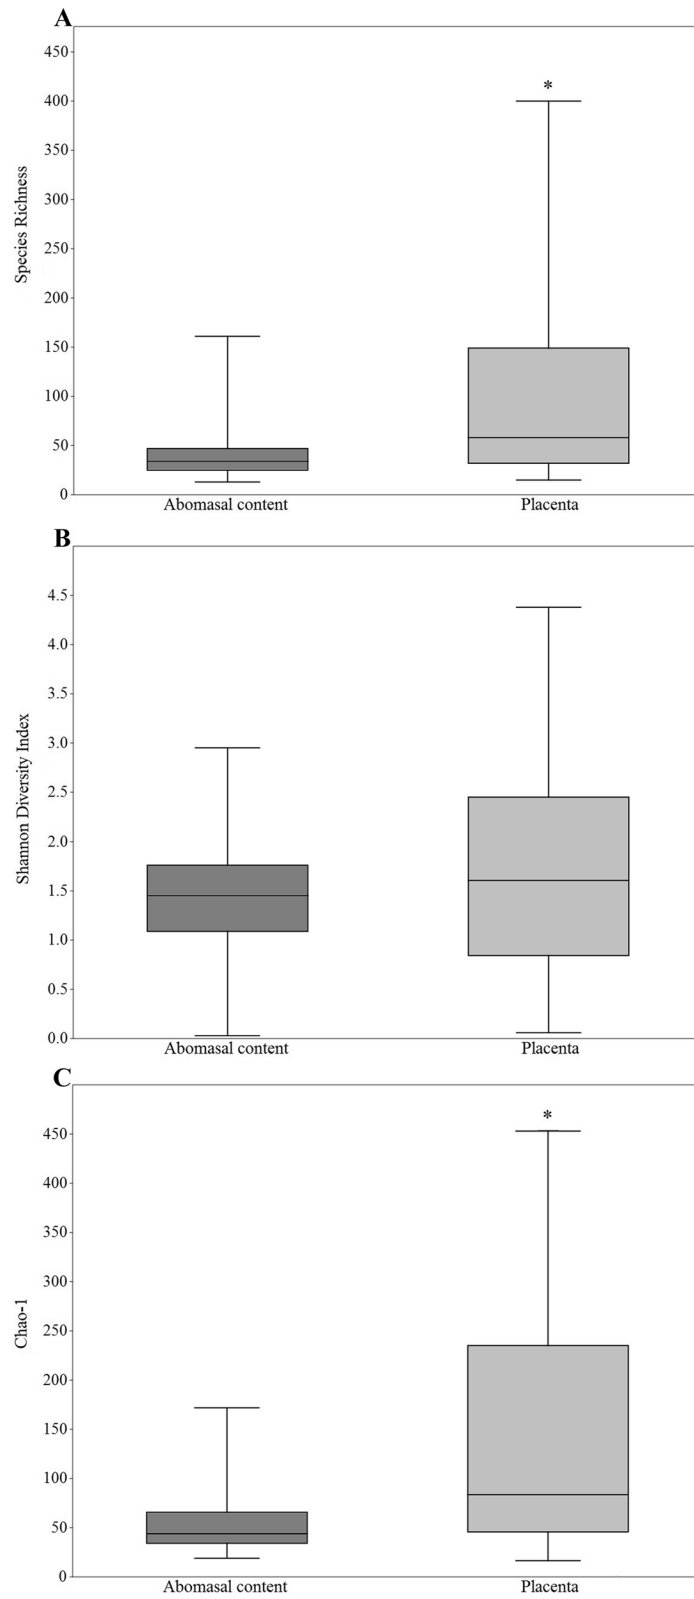 A
450
400
350
300
250
200
150
100
50
0
Species Richness
*
Abomasal content
Placenta
B
4.5
4.0
3.5
3.0
2.5
2.0
1.5
1.0
0.5
0.0
Shannon Diversity Index
Abomasal content
Placenta
C
450
400
350
300
250
200
150
100
50
0
Chao-1
*
Abomasal content
Placenta